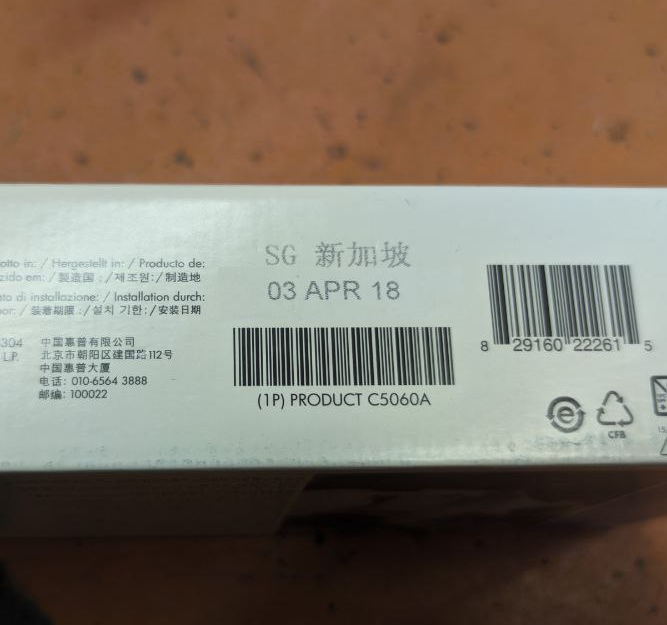 in: / Hergestellt in: / Producto de:
em: / 製造国 : / 제조원: / 制造地
di installazione: / Installation durch:
/ 装着期限 : / 설치 기한: / 安装日期
304
L.P.
中国惠普有限公司
北京市朝阳区建国路112号
中国惠普大厦
电话: 010-6564 3888
邮编: 100022
SG 新加坡
03 APR 18
(1P) PRODUCT C5060A
8 29160 22261 5
e
CFB